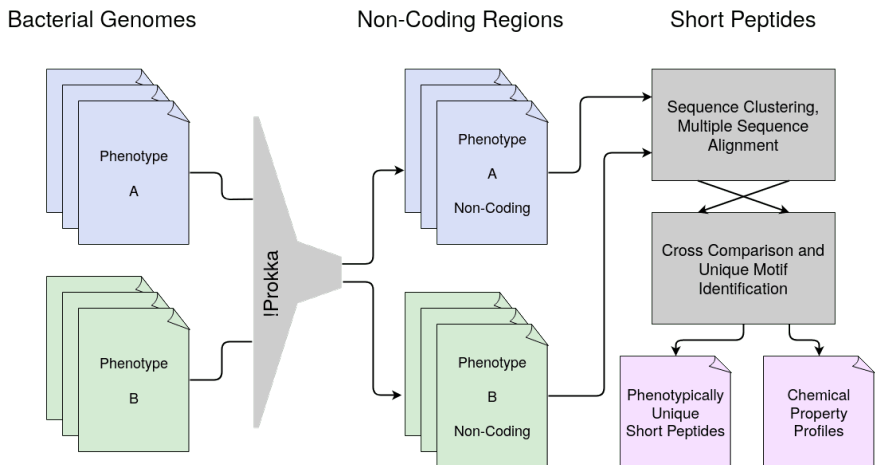 Bacterial Genomes
Non-Coding Regions
Short Peptides
Phenotype
A
Phenotype
B
!Prokka
Phenotype
A
Non-Coding
Phenotype
B
Non-Coding
Sequence Clustering,
Multiple Sequence
Alignment
Cross Comparison and
Unique Motif
Identification
Phenotypically
Unique
Short Peptides
Chemical
Property
Profiles